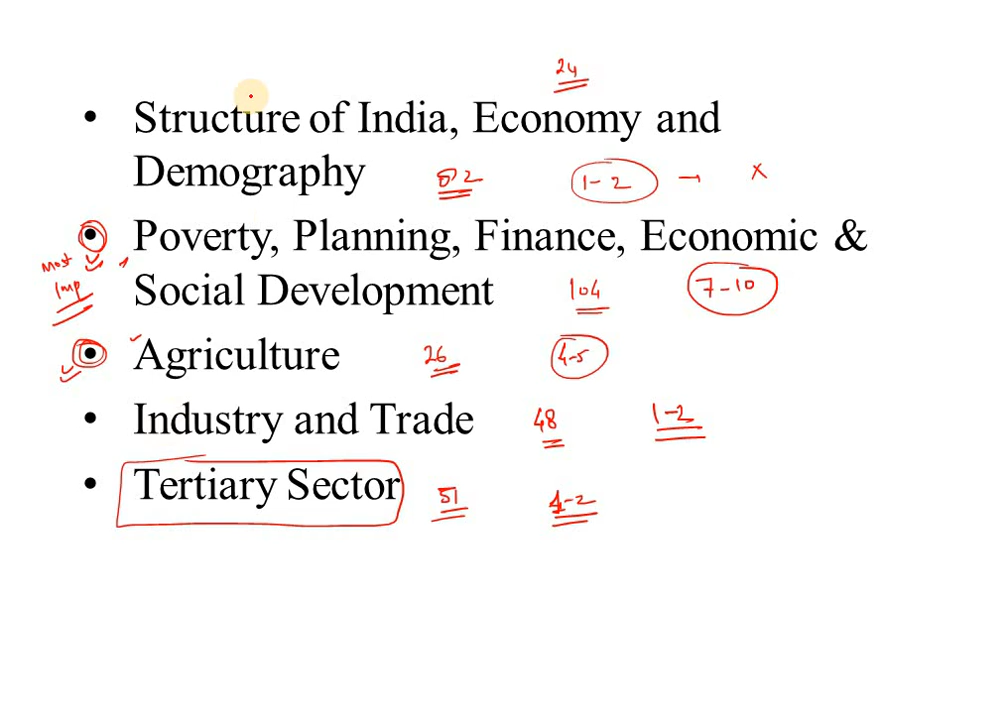 24
• Structure of India, Economy and
Demography 52 1-2 → x
• Poverty, Planning, Finance, Economic &
Most Imp
Social Development 104 7-10
• Agriculture 26 4-5
• Industry and Trade 48 1-2
• Tertiary Sector 51 1-2